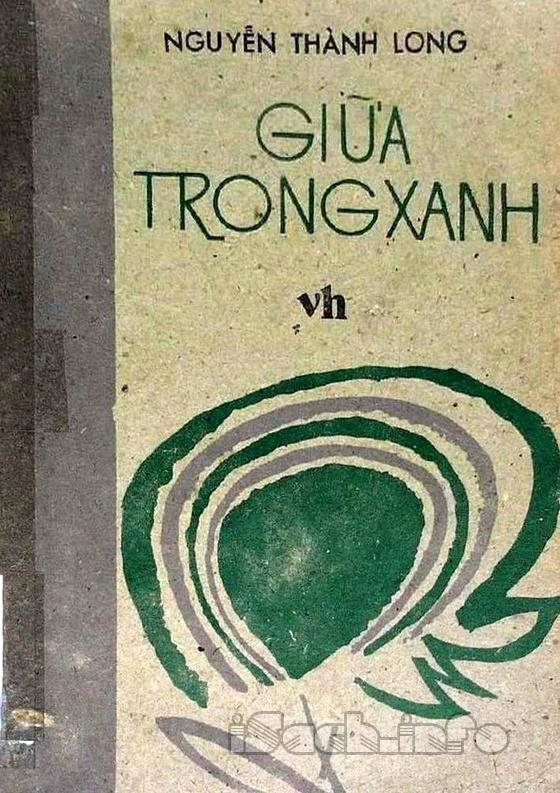 NGUYỄN THÀNH LONG
GIỮA
TRONG XANH
vh
iSach.info